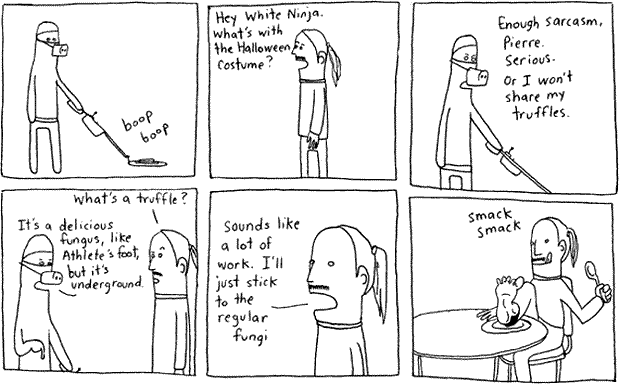 boop
boop
Hey White Ninja.
What's with
the Halloween
Costume?
Enough sarcasm,
Pierre.
Serious.
Or I won't
share my
truffles.
What's a truffle?
It's a delicious
fungus, like
Athlete's foot,
but it's
underground.
Sounds like
a lot of
work. I'll
just stick
to the
regular
fungi
smack
smack